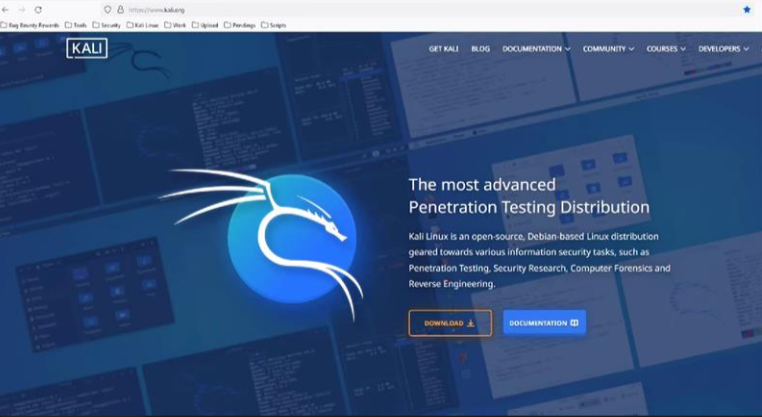 https://www.kali.org
Bug Bounty Rewards Tools Security Kali Linux Work Upload Pendings Scripts
KALI
GET KALI BLOG DOCUMENTATION COMMUNITY COURSES DEVELOPERS
The most advanced
Penetration Testing Distribution
Kali Linux is an open-source, Debian-based Linux distribution
geared towards various information security tasks, such as
Penetration Testing, Security Research, Computer Forensics and
Reverse Engineering.
DOWNLOAD DOCUMENTATION